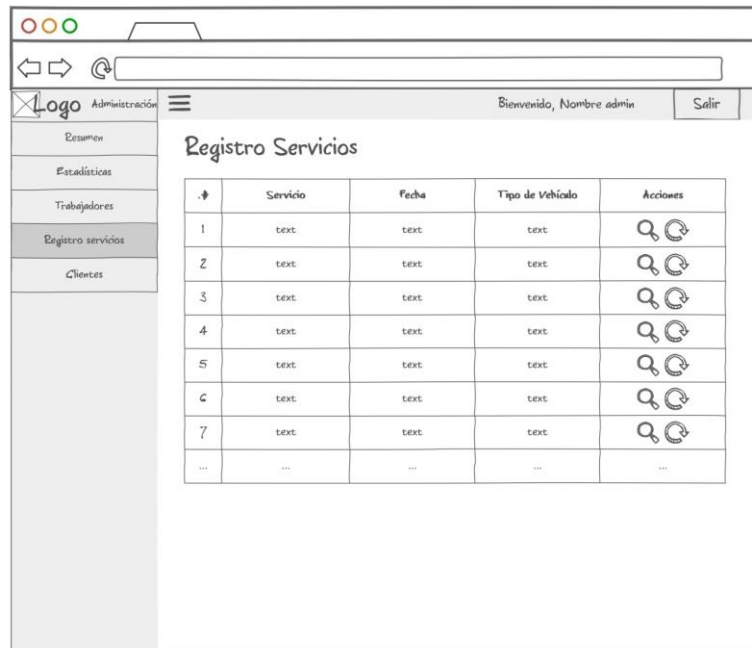 Logo Administración
Bienvenido, Nombre admin
Salir
Resumen
Estadísticas
Trabajadores
Registro servicios
Clientes
Registro Servicios
Servicio Fecha Tipo de Vehículo Acciones
1 text text text
2 text text text
3 text text text
4 text text text
5 text text text
6 text text text
7 text text text
... ... ... ... ...